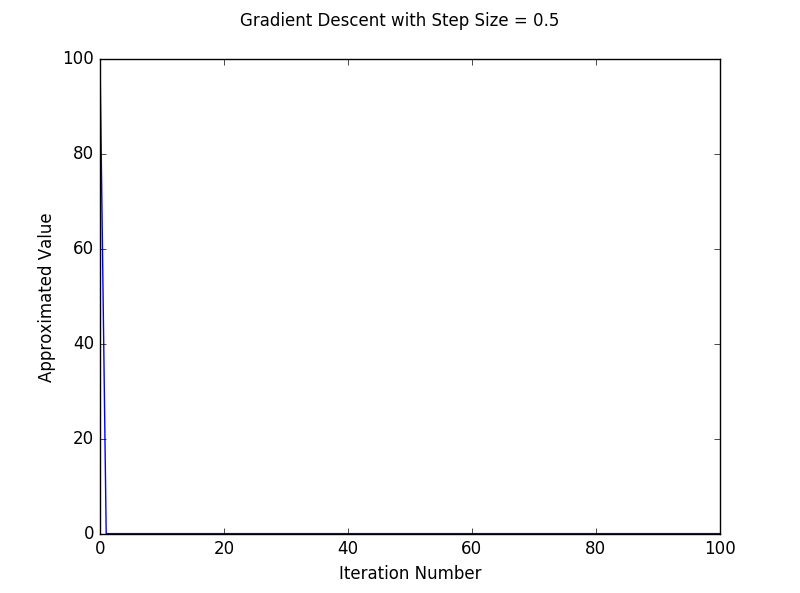 Gradient Descent with Step Size = 0.5
100
80
60
40
20
0
Approximated Value
0 20 40 60 80 100
Iteration Number